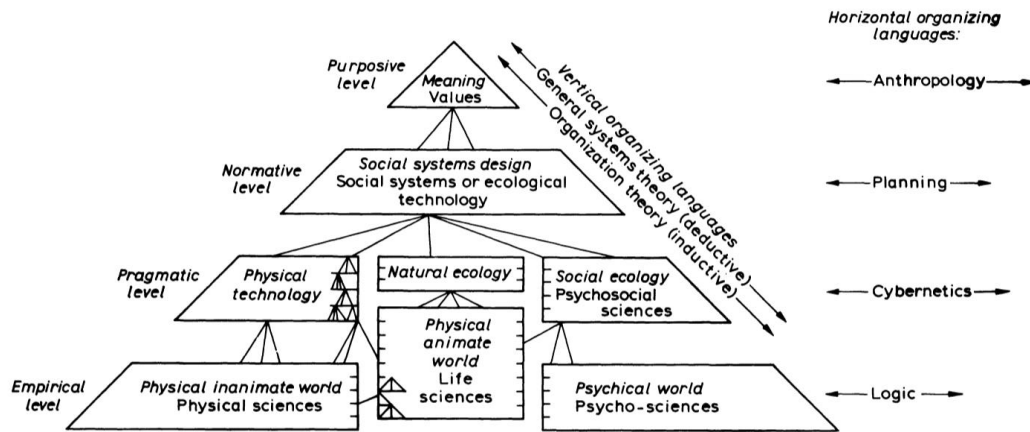 Horizontal organizing
languages:
Purposive
level
Meaning
Values
Vertical organizing languages
General systems theory (deductive)
Organization theory (inductive)
Anthropology
Normative
level
Social systems design
Social systems or ecological
technology
Planning
Pragmatic
level
Physical
technology
Natural ecology
Social ecology
Psychosocial
sciences
Cybernetics
Physical
animate
world
Life
sciences
Empirical
level
Physical inanimate world
Physical sciences
Psychical world
Psycho-sciences
Logic